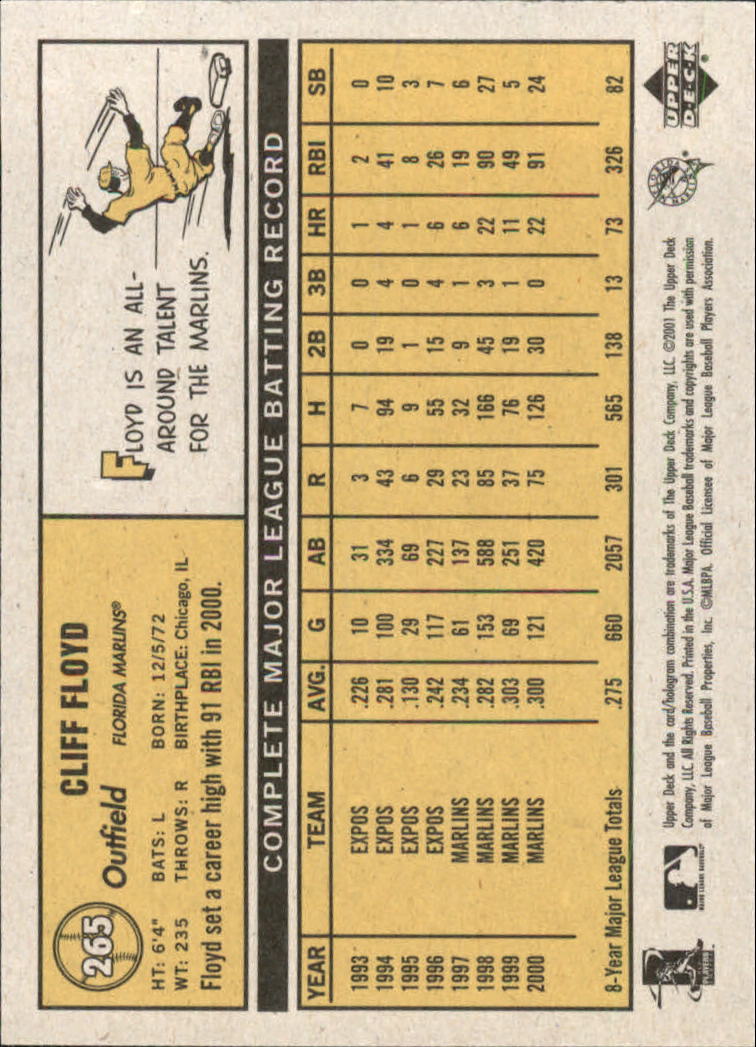 265
CLIFF FLOYD
Outfield FLORIDA MARLINS®
HT: 6'4" BATS: L BORN: 12/5/72
WT: 235 THROWS: R BIRTHPLACE: Chicago, IL
Floyd set a career high with 91 RBI in 2000.
FLOYD IS AN ALL-
AROUND TALENT
FOR THE MARLINS.
COMPLETE MAJOR LEAGUE BATTING RECORD
YEAR TEAM AVG. G AB R H 2B 3B HR RBI SB
1993 EXPOS .226 10 31 3 7 0 0 1 2 0
1994 EXPOS .281 100 334 43 94 19 4 4 41 10
1995 EXPOS .130 29 69 6 9 1 0 1 8 3
1996 EXPOS .242 117 227 29 55 15 4 6 26 7
1997 MARLINS .234 61 137 23 32 9 1 6 19 6
1998 MARLINS .282 153 588 85 166 45 3 22 90 27
1999 MARLINS .303 69 251 37 76 19 1 11 49 5
2000 MARLINS .300 121 420 75 126 30 0 22 91 24
8-Year Major League Totals .275 660 2057 301 565 138 13 73 326 82
PLAYERS
MAJOR LEAGUE BASEBALL
Upper Deck and the card/hologram combination are trademarks of The Upper Deck Company, LLC. ©2001 The Upper Deck
Company, LLC All Rights Reserved. Printed in the U.S.A. Major League Baseball trademarks and copyrights are used with permission
of Major League Baseball Properties, Inc. ©MLBPA. Official Licensee of Major League Baseball Players Association.
FLORIDA
MARLINS
UPPER
DECK